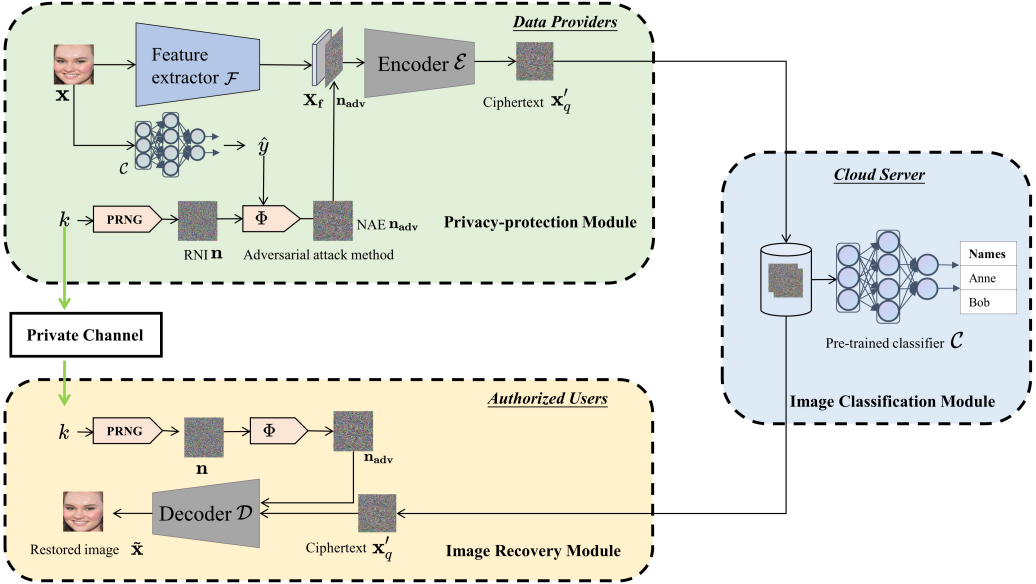 Data Providers
Feature
extractor ℱ
Encoder ℰ
x
x_f
n_adv
Ciphertext x′_q
𝒞
ŷ
k
PRNG
RNI n
Φ
Adversarial attack method
NAE n_adv
Privacy-protection Module
Private Channel
Cloud Server
Names
Anne
Bob
Pre-trained classifier 𝒞
Image Classification Module
Authorized Users
k
PRNG
n
Φ
n_adv
Decoder 𝒟
Restored image x̃
Ciphertext x′_q
Image Recovery Module